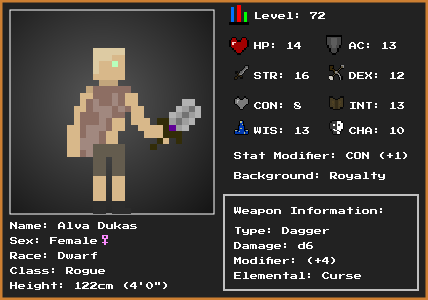 Level: 72
HP: 14 AC: 13
STR: 16 DEX: 12
CON: 8 INT: 13
WIS: 13 CHA: 10
Stat Modifier: CON (+1)
Background: Royalty
Name: Alva Dukas
Sex: Female♀
Race: Dwarf
Class: Rogue
Height: 122cm (4'0")
Weapon Information:
Type: Dagger
Damage: d6
Modifier: (+4)
Elemental: Curse